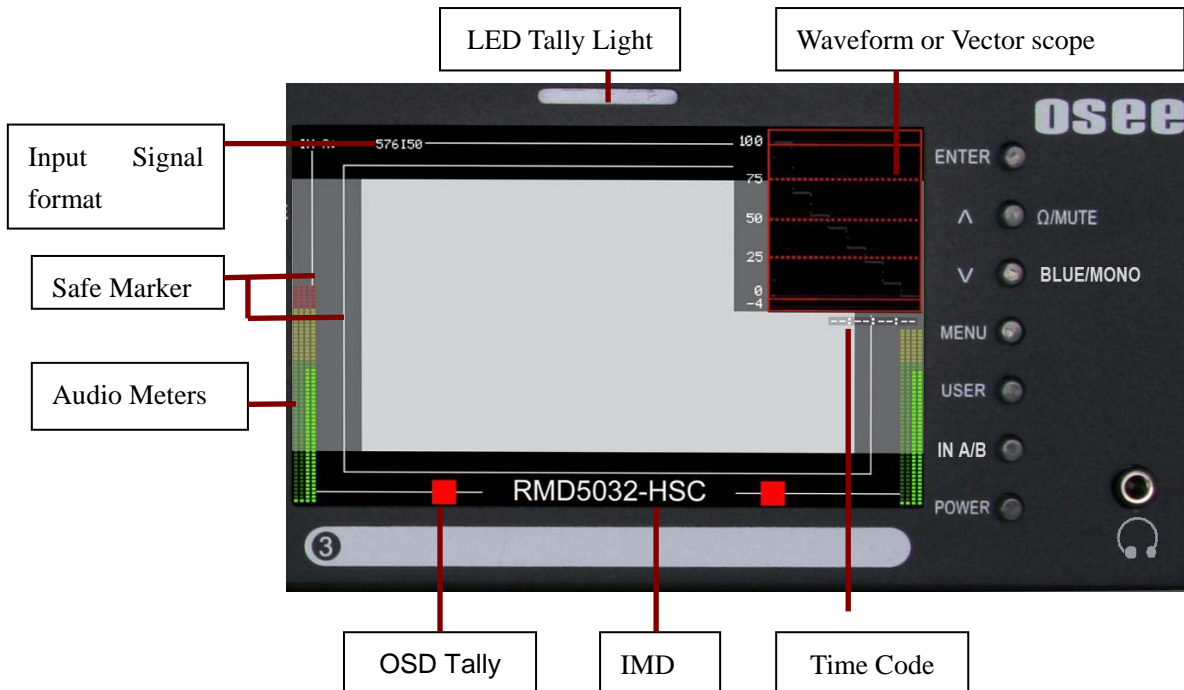 LED Tally Light
Waveform or Vector scope
osee
Input Signal
format
576I50
100
75
50
25
0
-4
ENTER
∧ Ω/MUTE
∨ BLUE/MONO
MENU
USER
IN A/B
POWER
Safe Marker
Audio Meters
--:--:--:--
RMD5032-HSC
3
OSD Tally
IMD
Time Code